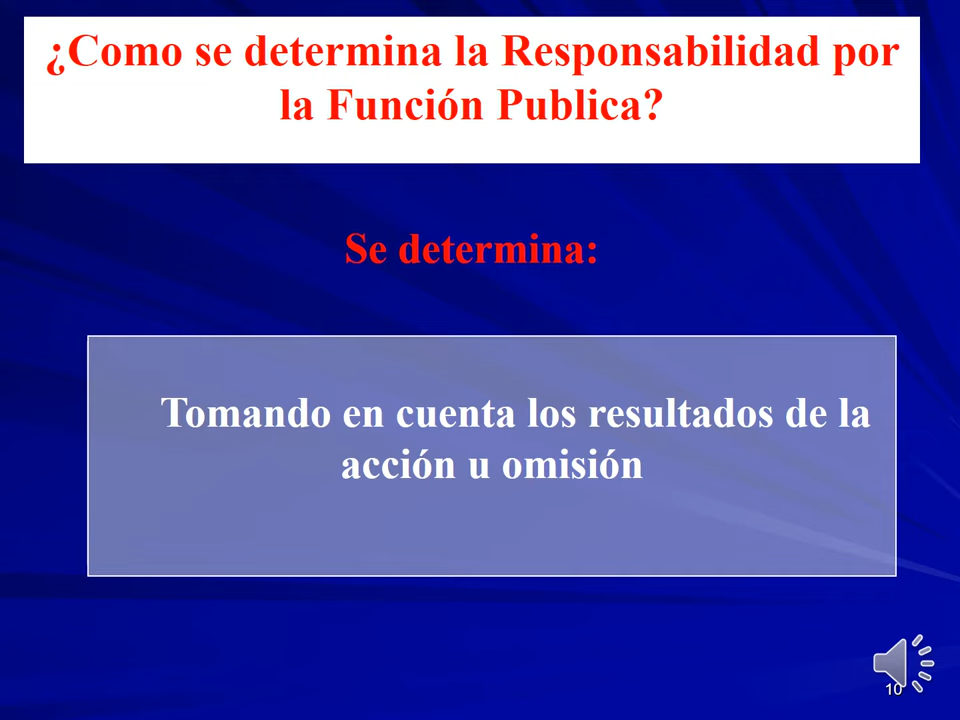 ¿Como se determina la Responsabilidad por
la Función Publica?
Se determina:
Tomando en cuenta los resultados de la
acción u omisión
10